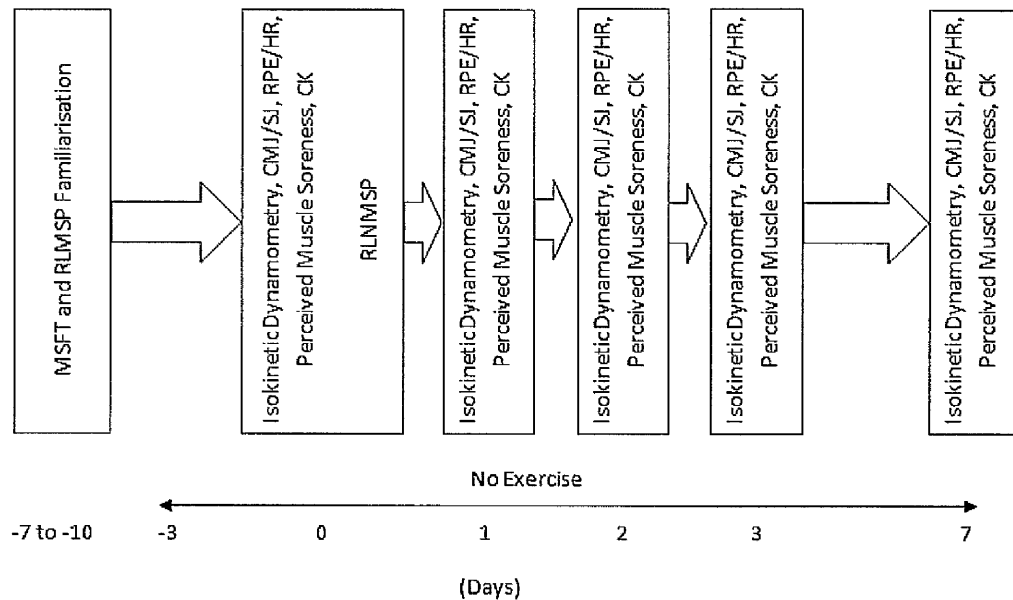 MSFT and RLMSP Familiarisation
Isokinetic Dynamometry, CMJ/SJ, RPE/HR,
Perceived Muscle Soreness, CK
RLNMSP
Isokinetic Dynamometry, CMJ/SJ, RPE/HR,
Perceived Muscle Soreness, CK
Isokinetic Dynamometry, CMJ/SJ, RPE/HR,
Perceived Muscle Soreness, CK
Isokinetic Dynamometry, CMJ/SJ, RPE/HR,
Perceived Muscle Soreness, CK
Isokinetic Dynamometry, CMJ/SJ, RPE/HR,
Perceived Muscle Soreness, CK
No Exercise
-7 to -10 -3 0 1 2 3 7
(Days)